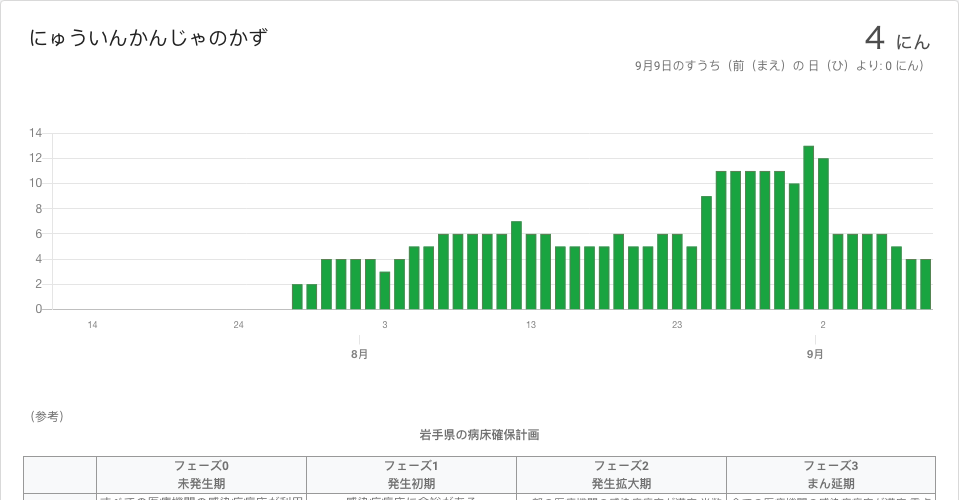 にゅういんかんじゃのかず
4 にん
9月9日のすうち（前（まえ）の 日（ひ）より: 0 にん）
14
12
10
8
6
4
2
0
14 24 3 13 23 2
8月 9月
（参考）
岩手県の病床確保計画
フェーズ0 フェーズ1 フェーズ2 フェーズ3
未発生期 発生初期 発生拡大期 まん延期